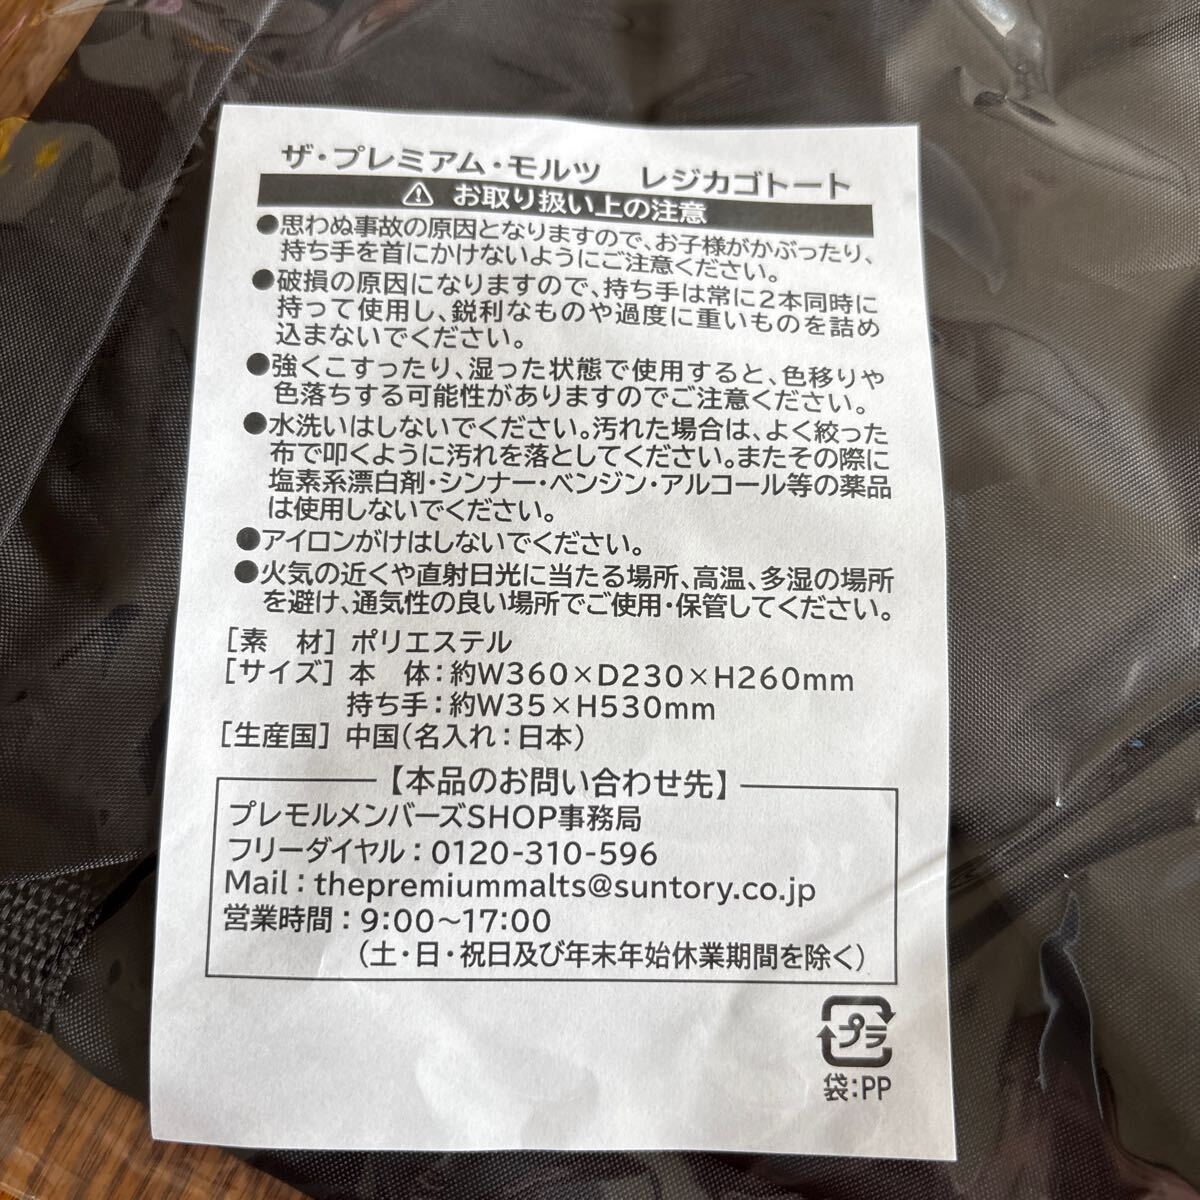 ザ・プレミアム・モルツ　レジカゴトート
⚠ お取り扱い上の注意
●思わぬ事故の原因となりますので、お子様がかぶったり、
持ち手を首にかけないようにご注意ください。
●破損の原因になりますので、持ち手は常に2本同時に
持って使用し、鋭利なものや過度に重いものを詰め
込まないでください。
●強くこすったり、湿った状態で使用すると、色移りや
色落ちする可能性がありますのでご注意ください。
●水洗いはしないでください。汚れた場合は、よく絞った
布で叩くように汚れを落としてください。またその際に
塩素系漂白剤・シンナー・ベンジン・アルコール等の薬品
は使用しないでください。
●アイロンがけはしないでください。
●火気の近くや直射日光に当たる場所、高温、多湿の場所
を避け、通気性の良い場所でご使用・保管してください。
［素　材］ポリエステル
［サイズ］本　体：約W360×D230×H260mm
持ち手：約W35×H530mm
［生産国］中国（名入れ：日本）
【本品のお問い合わせ先】
プレモルメンバーズSHOP事務局
フリーダイヤル：0120-310-596
Mail：thepremiummalts@suntory.co.jp
営業時間：9:00〜17:00
（土・日・祝日及び年末年始休業期間を除く）
プラ
袋：PP